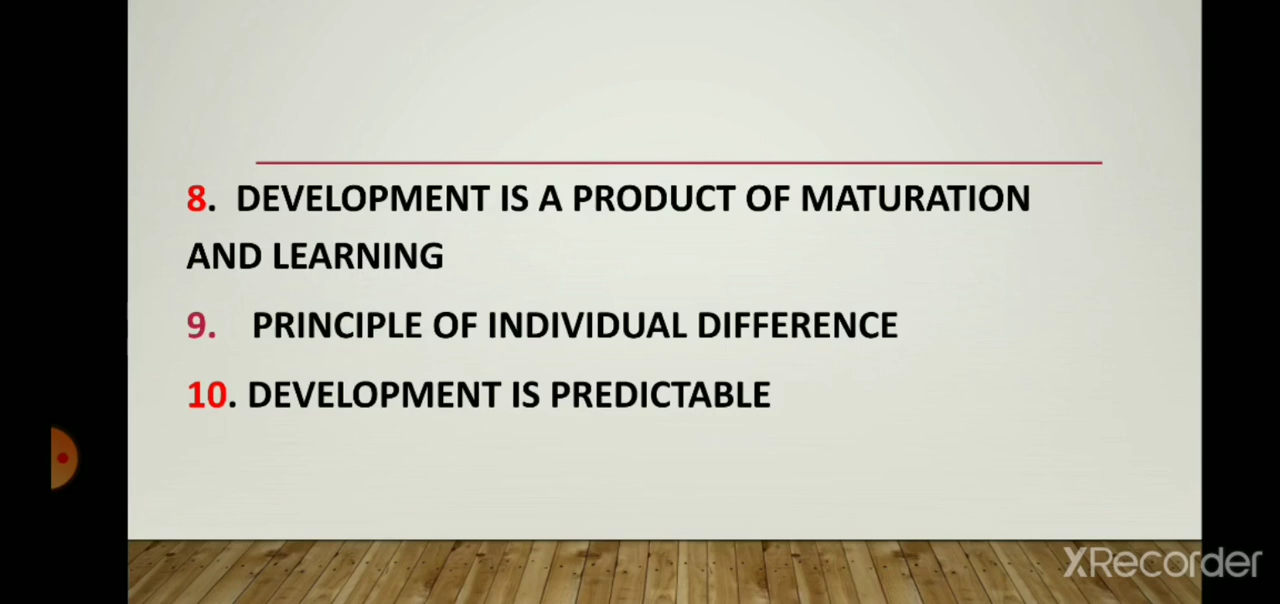 8. DEVELOPMENT IS A PRODUCT OF MATURATION
AND LEARNING
9. PRINCIPLE OF INDIVIDUAL DIFFERENCE
10. DEVELOPMENT IS PREDICTABLE
XRecorder